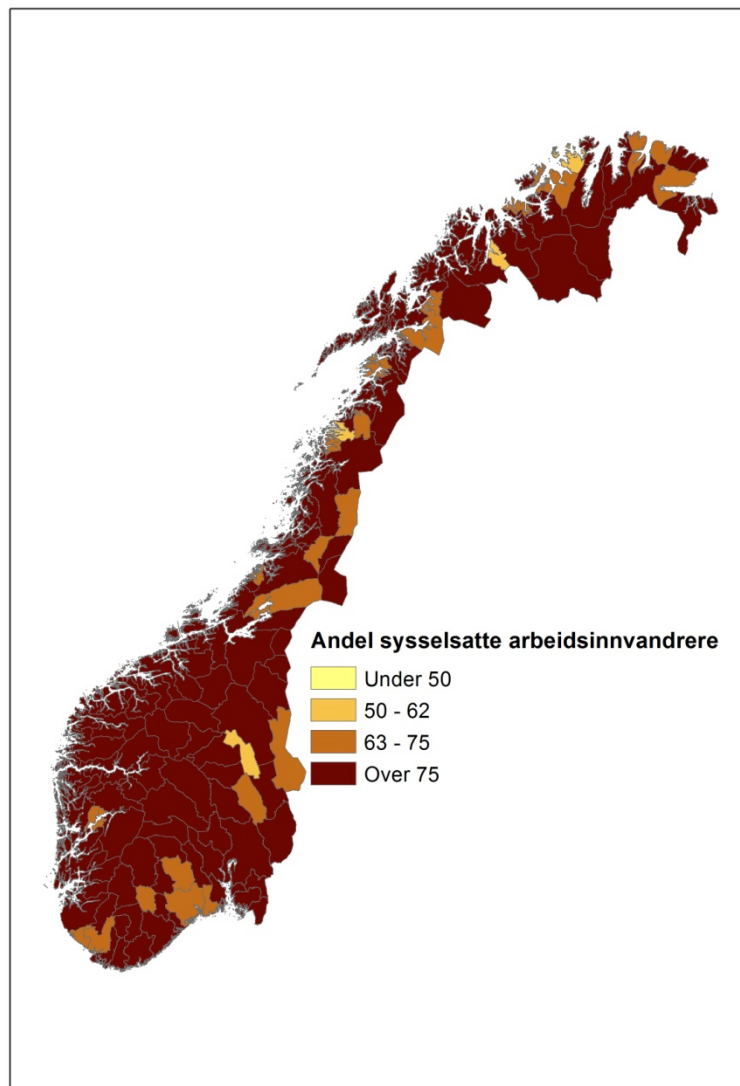 Andel sysselsatte arbeidsinnvandrere
Under 50
50 - 62
63 - 75
Over 75